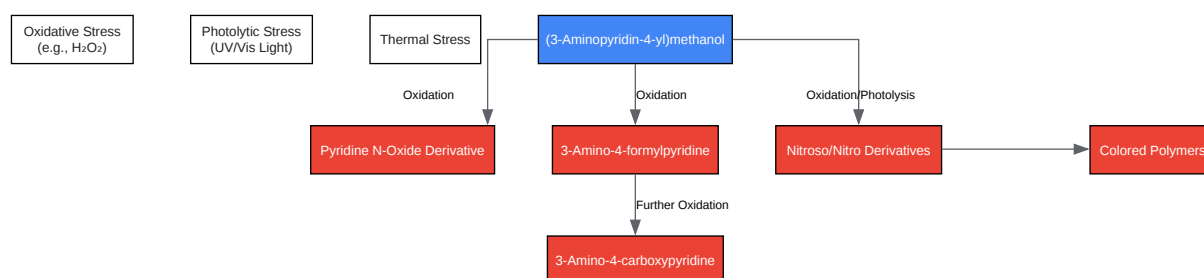 Oxidative Stress
(e.g., H₂O₂)
Photolytic Stress
(UV/Vis Light)
Thermal Stress
(3-Aminopyridin-4-yl)methanol
Oxidation
Oxidation
Oxidation/Photolysis
Pyridine N-Oxide Derivative
3-Amino-4-formylpyridine
Nitroso/Nitro Derivatives
Colored Polymers
Further Oxidation
3-Amino-4-carboxypyridine